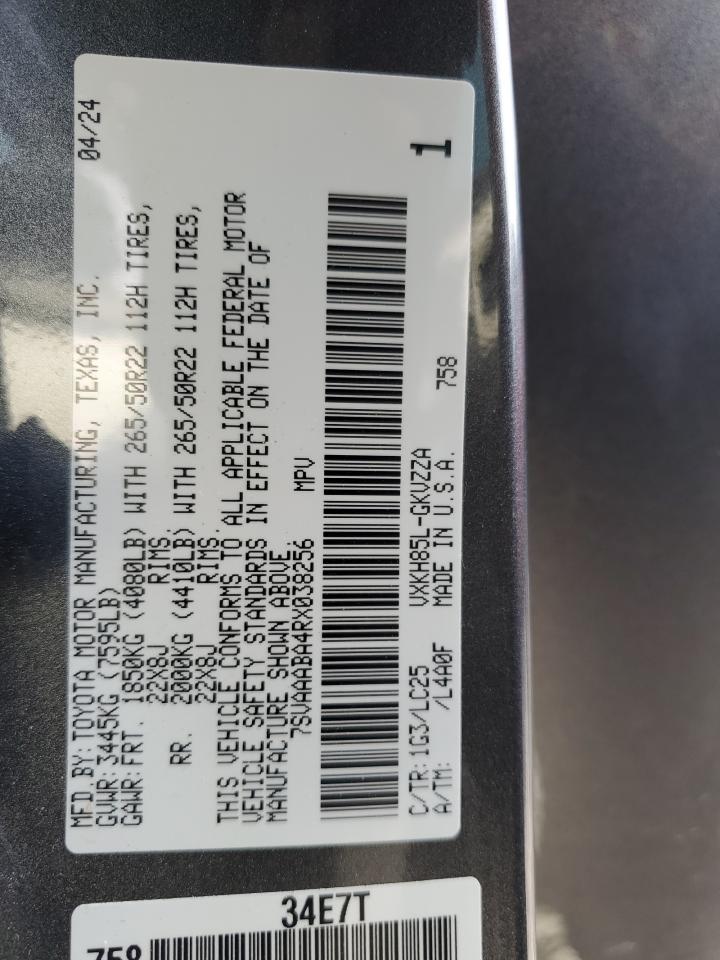 MFD.BY:TOYOTA MOTOR MANUFACTURING, TEXAS, INC. 04/24
GVWR:3445KG (7595LB)
GAWR:FRT. 1850KG (4080LB) WITH 265/50R22 112H TIRES,
22X8J RIMS.
RR. 2000KG (4410LB) WITH 265/50R22 112H TIRES,
22X8J RIMS.
THIS VEHICLE CONFORMS TO ALL APPLICABLE FEDERAL MOTOR
VEHICLE SAFETY STANDARDS IN EFFECT ON THE DATE OF
MANUFACTURE SHOWN ABOVE.
7SVAAABA4RX038256 MPV
C/TR:1G3/LC25 VXKH85L-GKVZZA 1
A/TM: /L4A0F MADE IN U.S.A. 758
34E7T
758